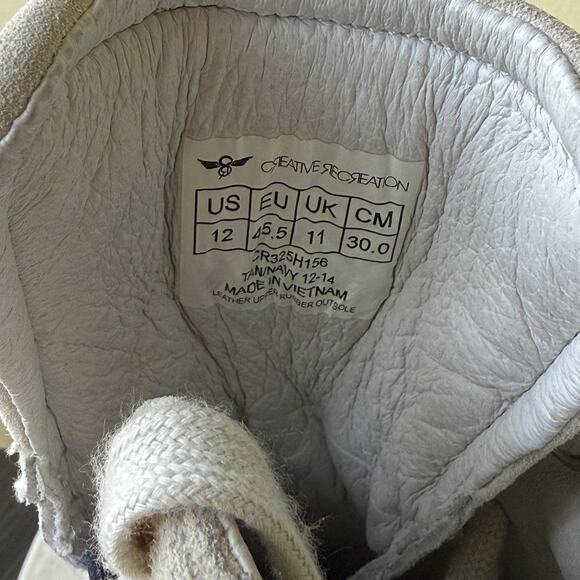 CREATIVE RECREATION
US EU UK CM
12 45.5 11 30.0
CR325H156
TAN/NAVY 12-14
MADE IN VIETNAM
LEATHER UPPER RUBBER OUTSOLE